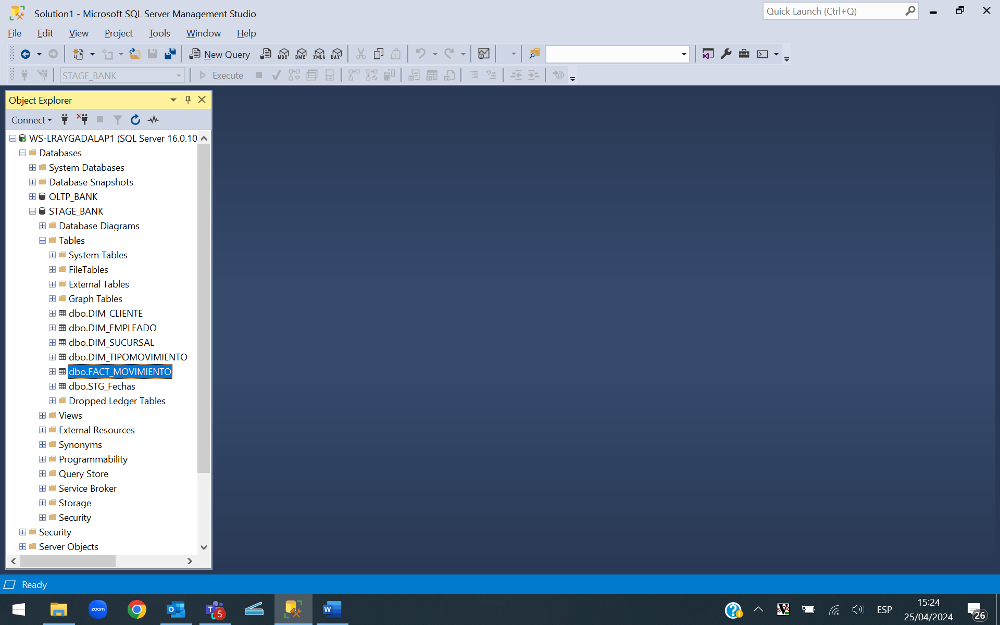 Solution1 - Microsoft SQL Server Management Studio
Quick Launch (Ctrl+Q)
File Edit View Project Tools Window Help
New Query MDX DMX XMLA DAX
STAGE_BANK Execute
Object Explorer
Connect
WS-LRAYGADALAP1 (SQL Server 16.0.10
Databases
System Databases
Database Snapshots
OLTP_BANK
STAGE_BANK
Database Diagrams
Tables
System Tables
FileTables
External Tables
Graph Tables
dbo.DIM_CLIENTE
dbo.DIM_EMPLEADO
dbo.DIM_SUCURSAL
dbo.DIM_TIPOMOVIMIENTO
dbo.FACT_MOVIMIENTO
dbo.STG_Fechas
Dropped Ledger Tables
Views
External Resources
Synonyms
Programmability
Query Store
Service Broker
Storage
Security
Security
Server Objects
Ready
zoom
5
ESP
15:24
25/04/2024
26